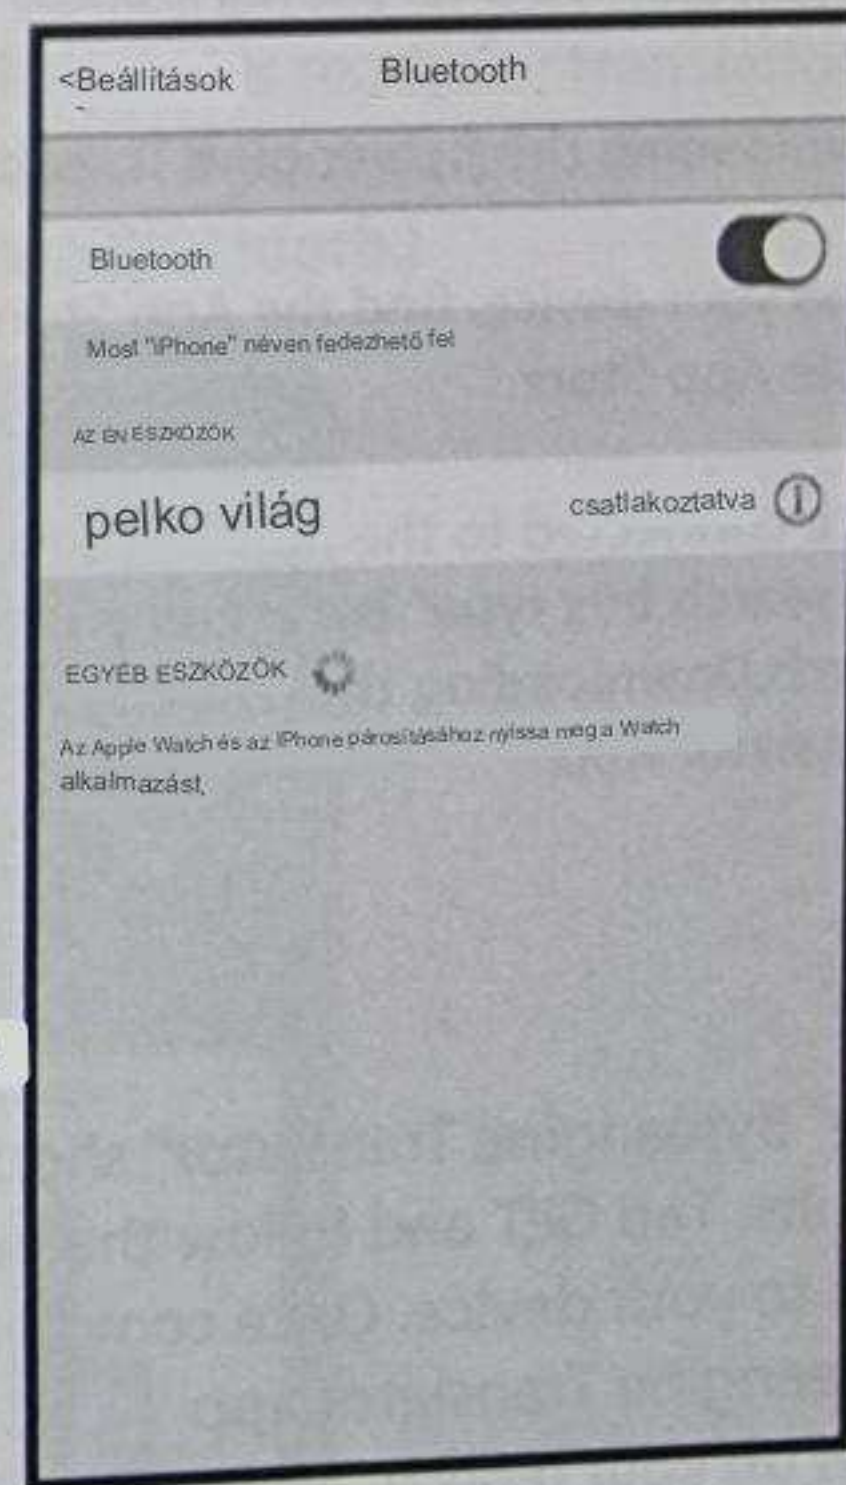 <Beállítások
Bluetooth
Bluetooth
Most "iPhone" néven fedezhető fel
AZ ÉN ESZKÖZÖK
pelko világ
csatlakoztatva
EGYÉB ESZKÖZÖK
Az Apple Watch és az iPhone párosításához nyissa meg a Watch
alkalmazást.